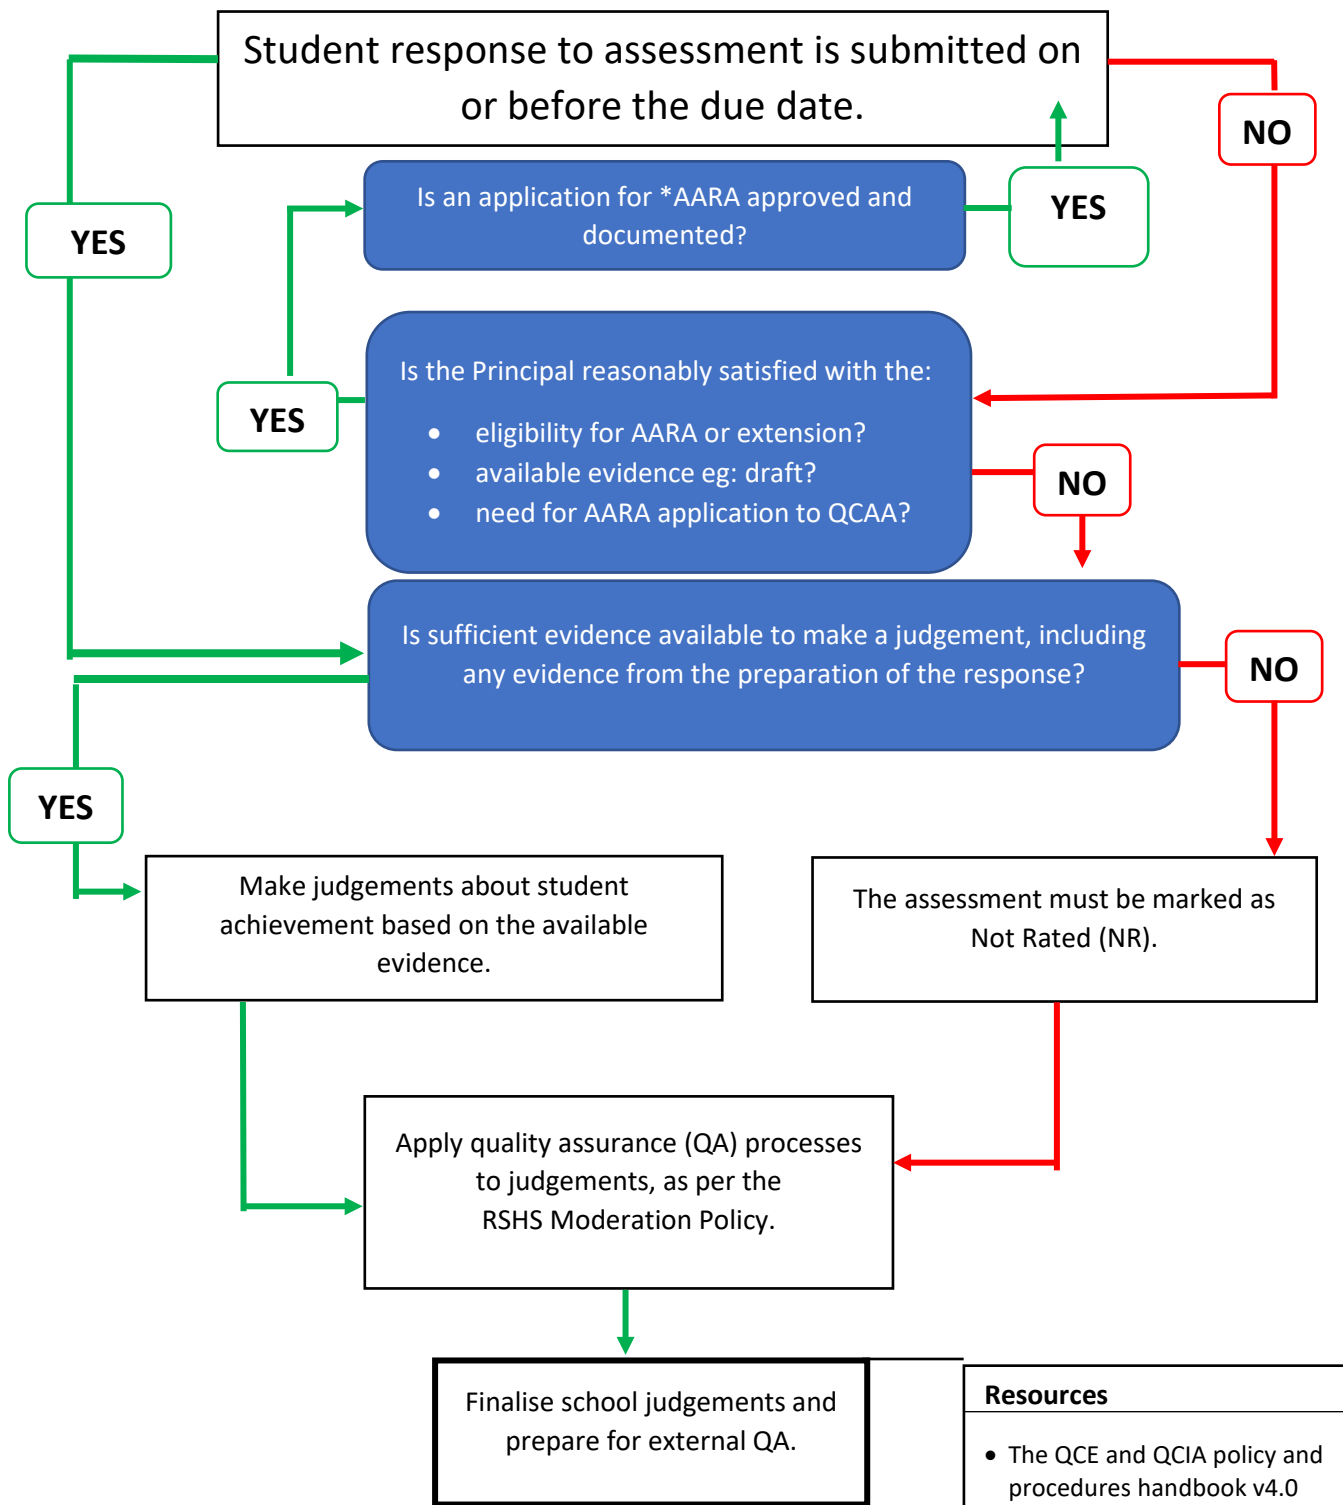 Student response to assessment is submitted on
or before the due date.
NO
Is an application for *AARA approved and
documented?
YES
YES
Is the Principal reasonably satisfied with the:
• eligibility for AARA or extension?
• available evidence eg: draft?
• need for AARA application to QCAA?
YES
NO
Is sufficient evidence available to make a judgement, including
any evidence from the preparation of the response?
NO
YES
Make judgements about student
achievement based on the available
evidence.
The assessment must be marked as
Not Rated (NR).
Apply quality assurance (QA) processes
to judgements, as per the
RSHS Moderation Policy.
Finalise school judgements and
prepare for external QA.
Resources
• The QCE and QCIA policy and
procedures handbook v4.0